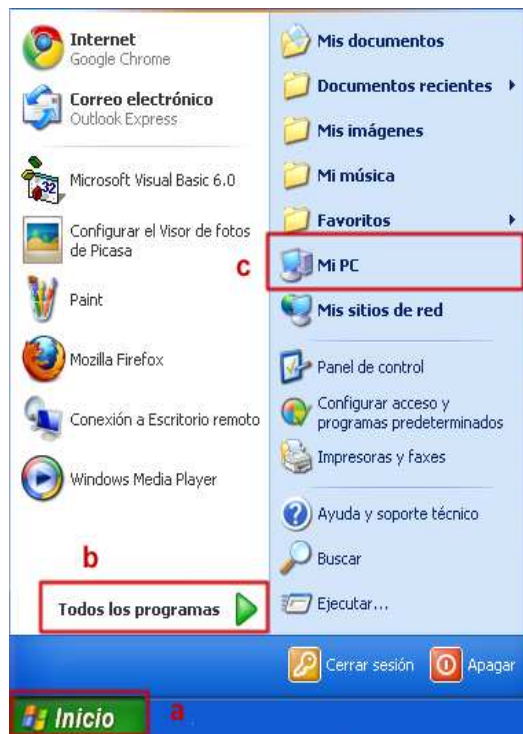 Internet
Google Chrome
Correo electrónico
Outlook Express
Microsoft Visual Basic 6.0
Configurar el Visor de fotos
de Picasa
Paint
Mozilla Firefox
Conexión a Escritorio remoto
Windows Media Player
b
Todos los programas
Mis documentos
Documentos recientes
Mis imágenes
Mi música
Favoritos
c
Mi PC
Mis sitios de red
Panel de control
Configurar acceso y
programas predeterminados
Impresoras y faxes
Ayuda y soporte técnico
Buscar
Ejecutar...
Cerrar sesión
Apagar
Inicio
a